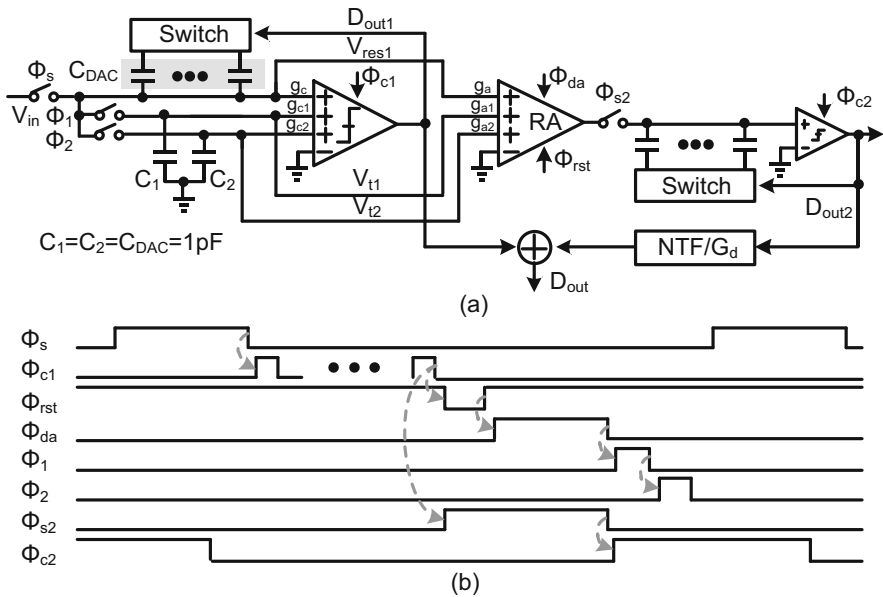 Switch
D_out1
V_res1
Φ_s
C_DAC
Φ_c1
Φ_da
Φ_s2
Φ_c2
g_c
g_a
V_in
Φ_1
g_c1
g_a1
RA
Φ_2
g_c2
g_a2
Φ_rst
C_1
C_2
V_t1
Switch
V_t2
D_out2
C_1=C_2=C_DAC=1pF
NTF/G_d
D_out
(a)
Φ_s
Φ_c1
Φ_rst
Φ_da
Φ_1
Φ_2
Φ_s2
Φ_c2
(b)